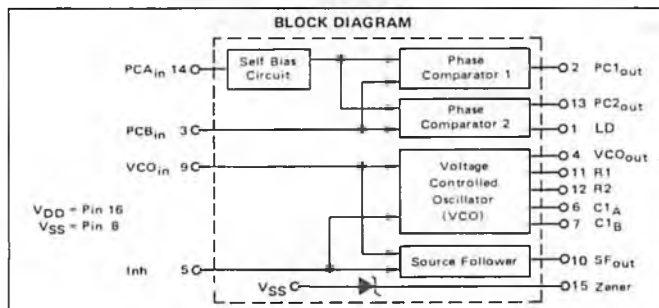 BLOCK DIAGRAM
PCAin 14
Self Bias
Circuit
Phase
Comparator 1
2 PC1out
PCBin 3
Phase
Comparator 2
13 PC2out
1 LD
VCOin 9
Voltage
Controlled
Oscillator
(VCO)
4 VCOout
11 R1
12 R2
6 C1A
7 C1B
VDD = Pin 16
VSS = Pin 8
Inh 5
Source Follower
10 SFout
VSS
15 Zener